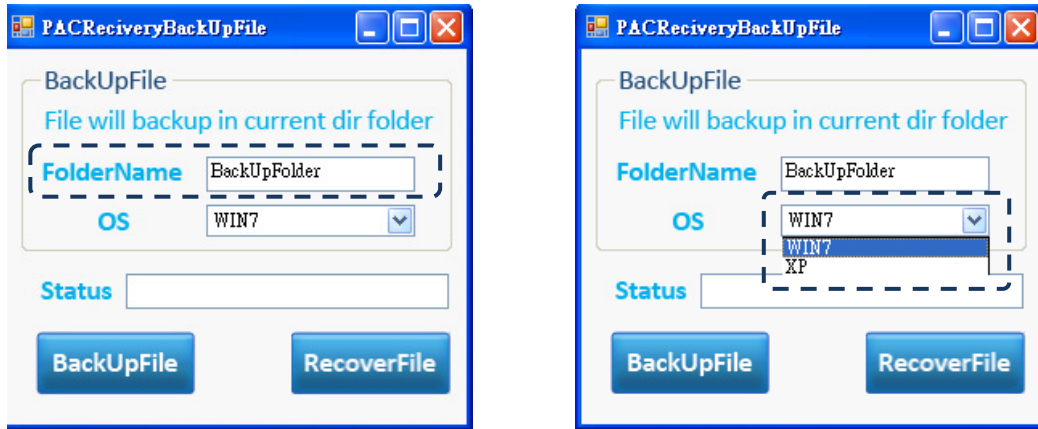 PACReciveryBackUpFile
BackUpFile
File will backup in current dir folder
FolderName BackUpFolder
OS WIN7
Status
BackUpFile RecoverFile
PACReciveryBackUpFile
BackUpFile
File will backup in current dir folder
FolderName BackUpFolder
OS WIN7
WIN7
XP
Status
BackUpFile RecoverFile